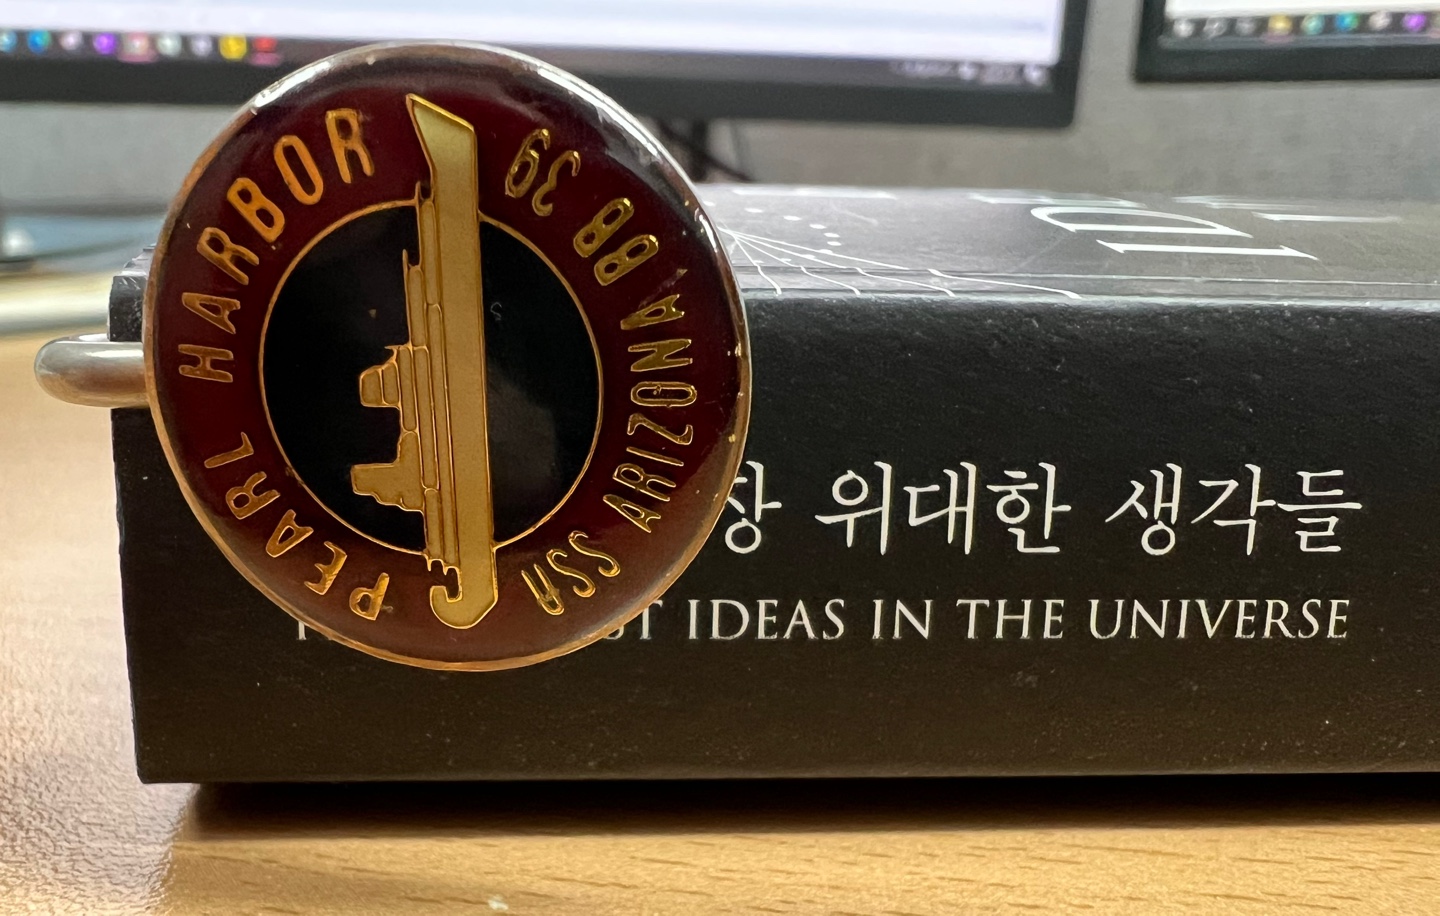 PEARL HARBOR
USS ARIZONA BB 39
위대한 생각들
IDEAS IN THE UNIVERSE